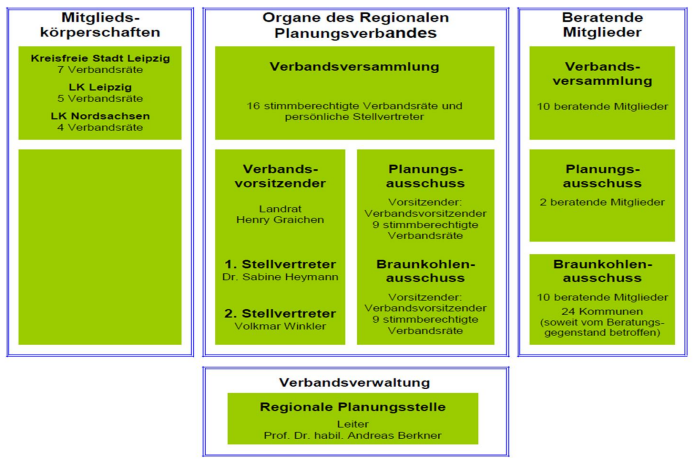 Mitglieds-
körperschaften
Kreisfreie Stadt Leipzig
7 Verbandsräte
LK Leipzig
5 Verbandsräte
LK Nordsachsen
4 Verbandsräte
Organe des Regionalen
Planungsverbandes
Verbandsversammlung
16 stimmberechtigte Verbandsräte und
persönliche Stellvertreter
Verbands-
vorsitzender
Landrat
Henry Graichen
1. Stellvertreter
Dr. Sabine Heymann
2. Stellvertreter
Volkmar Winkler
Planungs-
ausschuss
Vorsitzender:
Verbandsvorsitzender
9 stimmberechtigte
Verbandsräte
Braunkohlen-
ausschuss
Vorsitzender:
Verbandsvorsitzender
9 stimmberechtigte
Verbandsräte
Beratende
Mitglieder
Verbands-
versammlung
10 beratende Mitglieder
Planungs-
ausschuss
2 beratende Mitglieder
Braunkohlen-
ausschuss
10 beratende Mitglieder
24 Kommunen
(soweit vom Beratungs-
gegenstand betroffen)
Verbandsverwaltung
Regionale Planungsstelle
Leiter
Prof. Dr. habil. Andreas Berkner